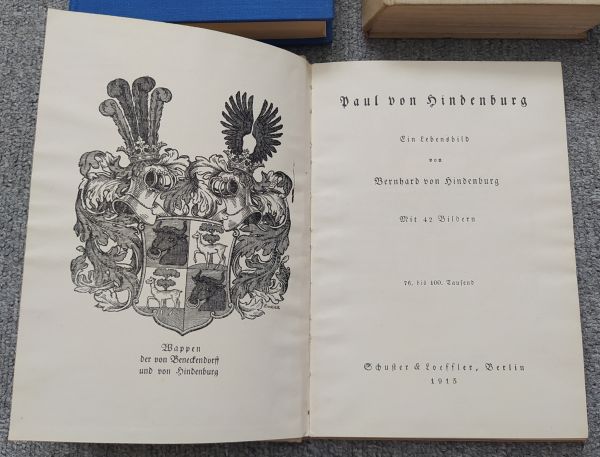 Wappen
der von Beneckendorff
und von Hindenburg
Paul von Hindenburg
Ein Lebensbild
von
Bernhard von Hindenburg
Mit 42 Bildern
76. bis 100. Tausend
Schuster & Loeffler, Berlin
1915